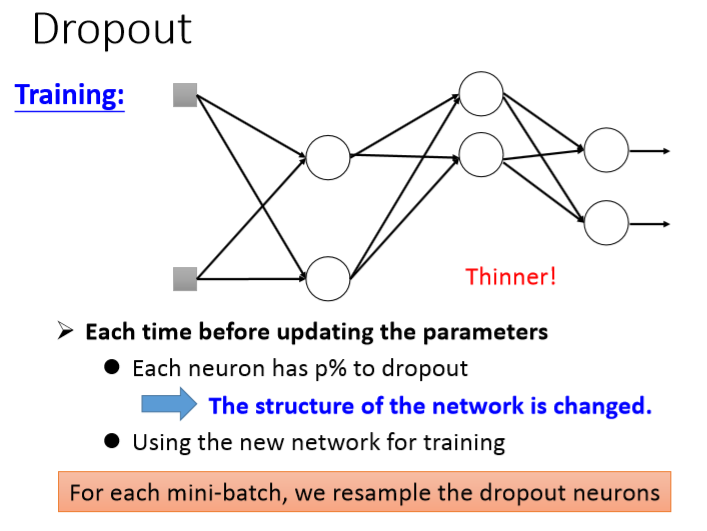 Dropout
Training:
Thinner!
➢ Each time before updating the parameters
● Each neuron has p% to dropout
The structure of the network is changed.
● Using the new network for training
For each mini-batch, we resample the dropout neurons